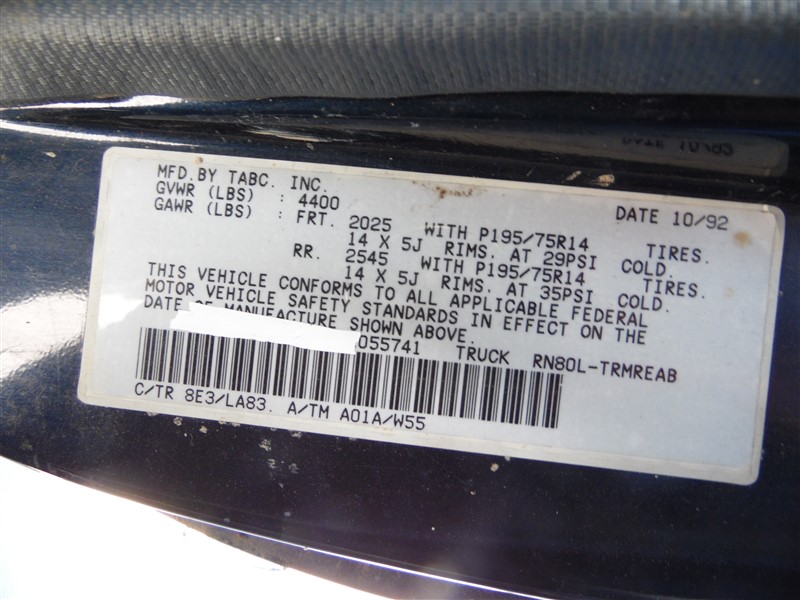 MFD.BY TABC. INC.
GVWR (LBS) : 4400 DATE 10/92
GAWR (LBS) : FRT. 2025 WITH P195/75R14 TIRES.
14 X 5J RIMS. AT 29PSI COLD.
RR. 2545 WITH P195/75R14 TIRES.
14 X 5J RIMS. AT 35PSI COLD.
THIS VEHICLE CONFORMS TO ALL APPLICABLE FEDERAL
MOTOR VEHICLE SAFETY STANDARDS IN EFFECT ON THE
DATE OF MANUFACTURE SHOWN ABOVE.
055741 TRUCK RN80L-TRMREAB
C/TR 8E3/LA83. A/TM A01A/W55